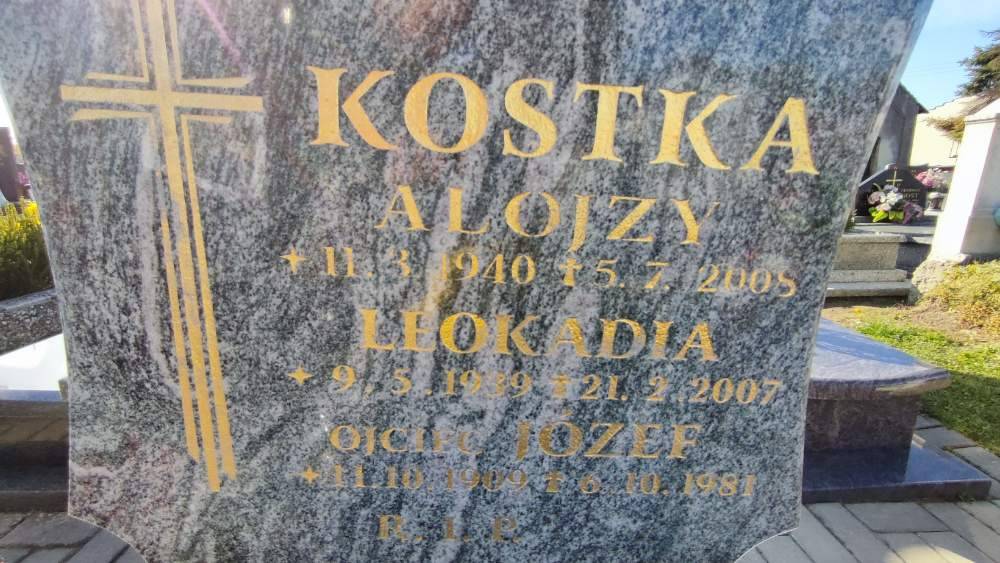 KOSTKA
ALOJZY
✦ 11. 3. 1940 ✝ 5. 7. 2008
LEOKADIA
✦ 9. 5. 1939 ✝ 21. 2. 2007
OJCIEC JÓZEF
✦ 11. 10. 1909 ✝ 6. 10. 1981
R. I. P.